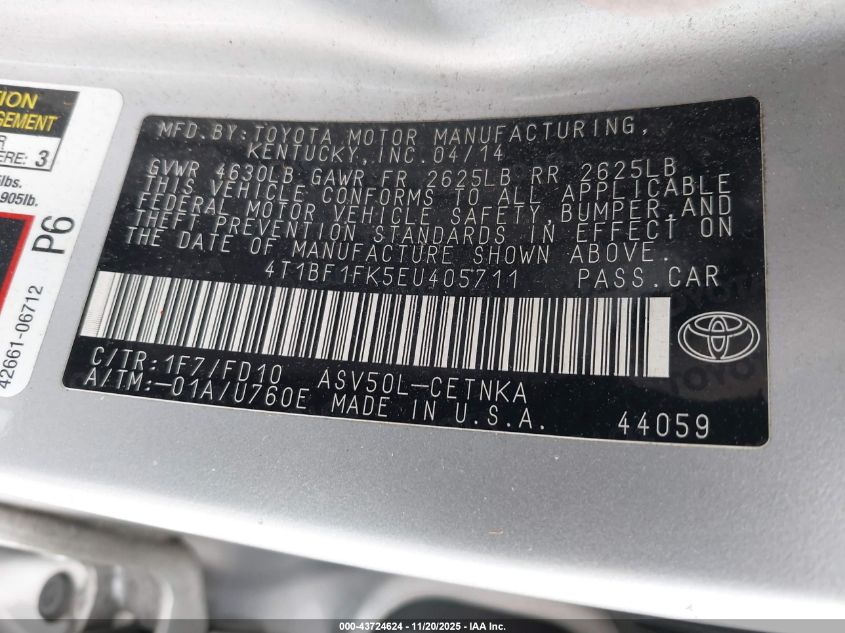 TION
GEMENT
R
ERE: 3
lbs.
905lb.
P6
42661-06712
MFD. BY: TOYOTA MOTOR MANUFACTURING,
KENTUCKY, INC. 04/14
GVWR 4630LB GAWR FR 2625LB RR 2625LB
THIS VEHICLE CONFORMS TO ALL APPLICABLE
FEDERAL MOTOR VEHICLE SAFETY, BUMPER, AND
THEFT PREVENTION STANDARDS IN EFFECT ON
THE DATE OF MANUFACTURE SHOWN ABOVE.
4T1BF1FK5EU405711 PASS. CAR
C/TR: 1F7/FD10 ASV50L-CETNKA
A/TM: -01A/U760E MADE IN U.S.A.
44059
000-43724624 | 11/20/2025 | IAA Inc.